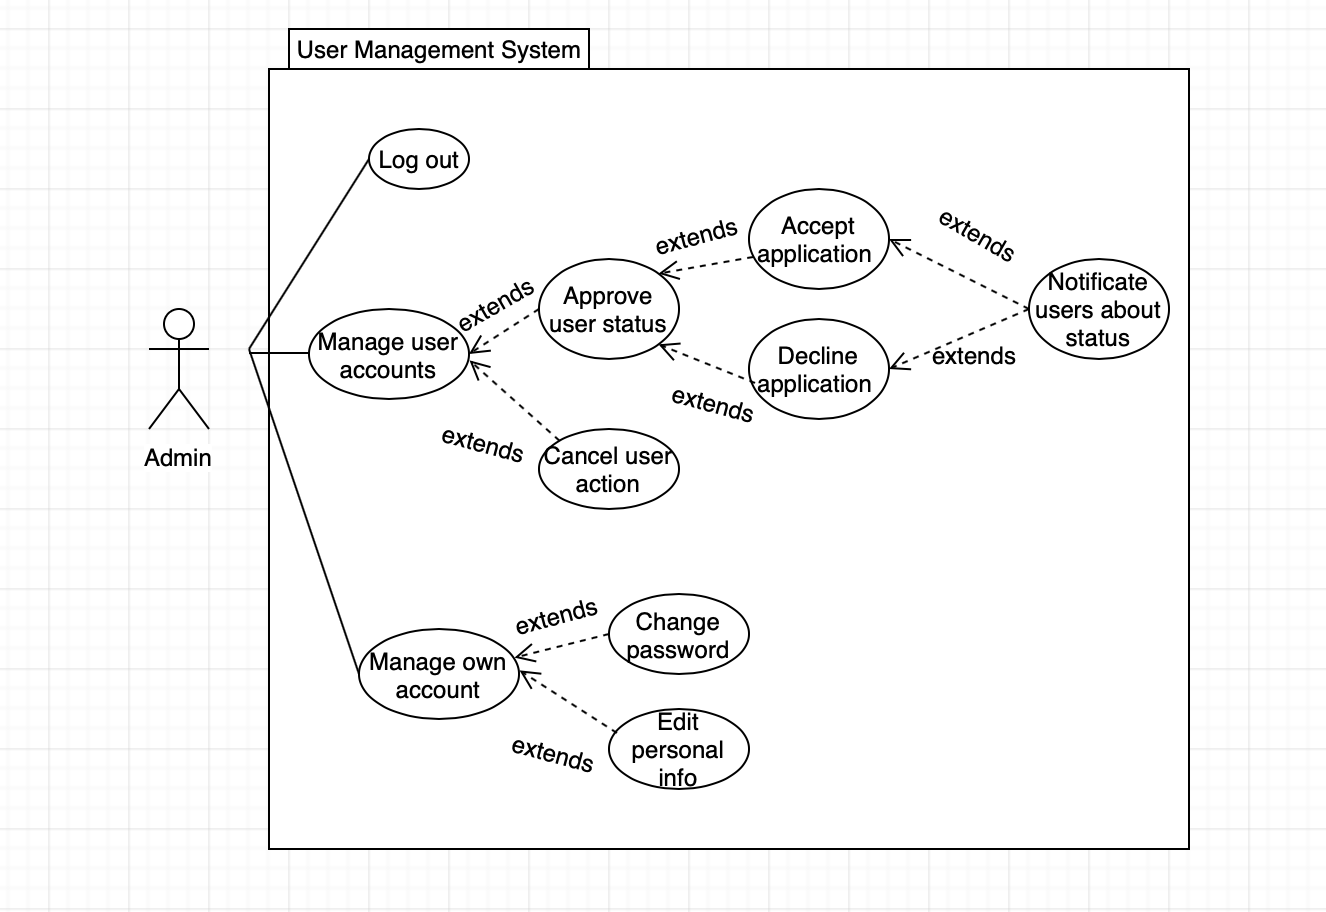 User Management System
Log out
Accept
application
extends
extends
Notificate
users about
status
Approve
user status
extends
Manage user
accounts
Decline
application
extends
extends
Admin
extends
Cancel user
action
extends
Change
password
Manage own
account
Edit
personal
info
extends